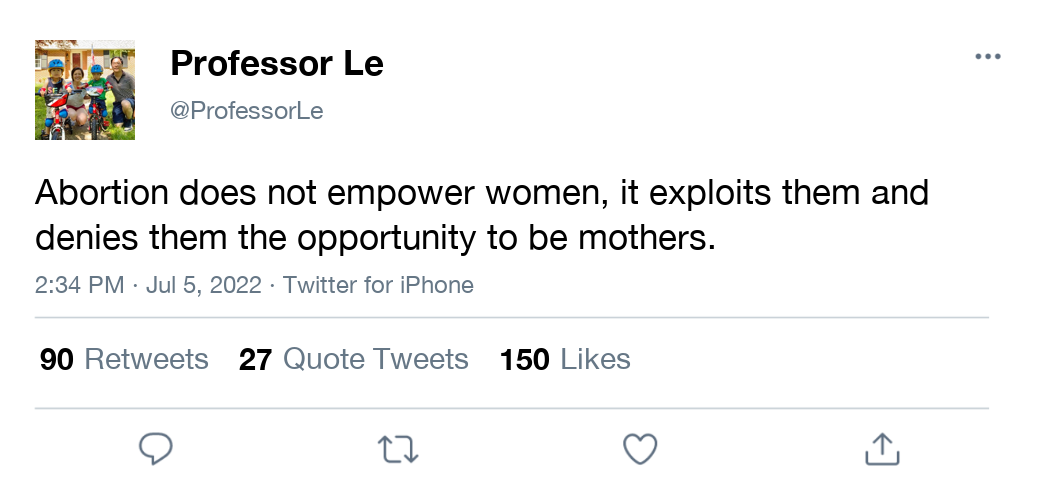 Professor Le
@ProfessorLe
Abortion does not empower women, it exploits them and
denies them the opportunity to be mothers.
2:34 PM · Jul 5, 2022 · Twitter for iPhone
90 Retweets 27 Quote Tweets 150 Likes